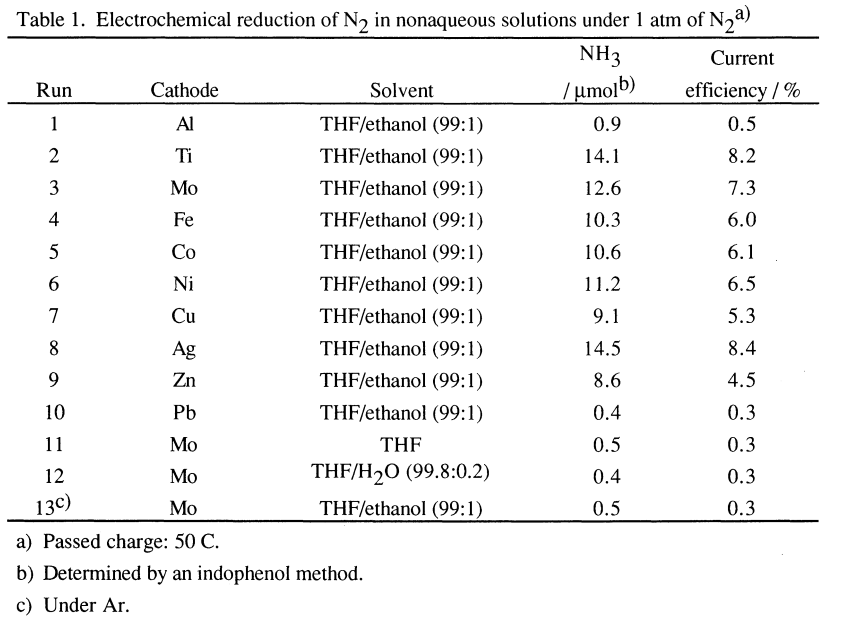 Table 1. Electrochemical reduction of N2 in nonaqueous solutions under 1 atm of N2a)
NH3 Current
Run Cathode Solvent / μmolb) efficiency / %
1 Al THF/ethanol (99:1) 0.9 0.5
2 Ti THF/ethanol (99:1) 14.1 8.2
3 Mo THF/ethanol (99:1) 12.6 7.3
4 Fe THF/ethanol (99:1) 10.3 6.0
5 Co THF/ethanol (99:1) 10.6 6.1
6 Ni THF/ethanol (99:1) 11.2 6.5
7 Cu THF/ethanol (99:1) 9.1 5.3
8 Ag THF/ethanol (99:1) 14.5 8.4
9 Zn THF/ethanol (99:1) 8.6 4.5
10 Pb THF/ethanol (99:1) 0.4 0.3
11 Mo THF 0.5 0.3
12 Mo THF/H2O (99.8:0.2) 0.4 0.3
13c) Mo THF/ethanol (99:1) 0.5 0.3
a) Passed charge: 50 C.
b) Determined by an indophenol method.
c) Under Ar.